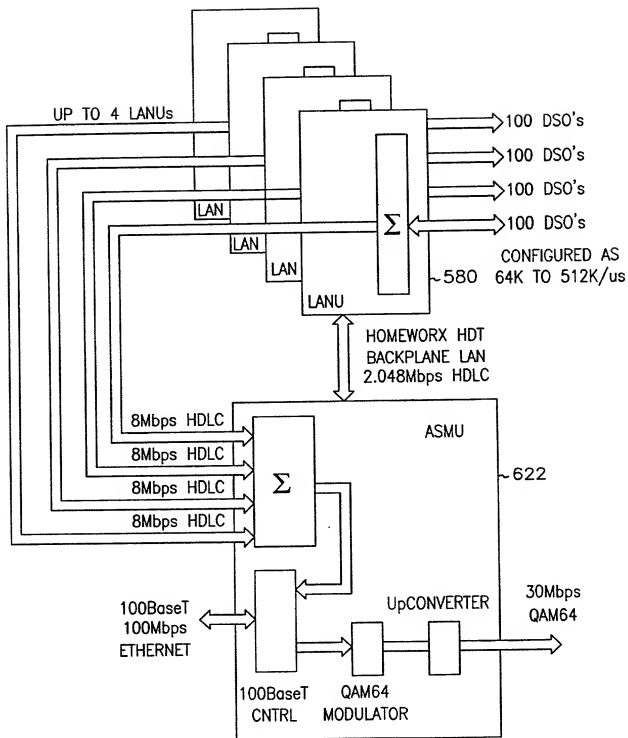 UP TO 4 LANUs
100 DSO's
100 DSO's
100 DSO's
100 DSO's
LAN
LAN
LAN
LANU
Σ
580
CONFIGURED AS
64K TO 512K/us
HOMEWORX HDT
BACKPLANE LAN
2.048Mbps HDLC
8Mbps HDLC
8Mbps HDLC
8Mbps HDLC
8Mbps HDLC
Σ
ASMU
622
100BaseT
100Mbps
ETHERNET
UpCONVERTER
30Mbps
QAM64
100BaseT
CNTRL
QAM64
MODULATOR